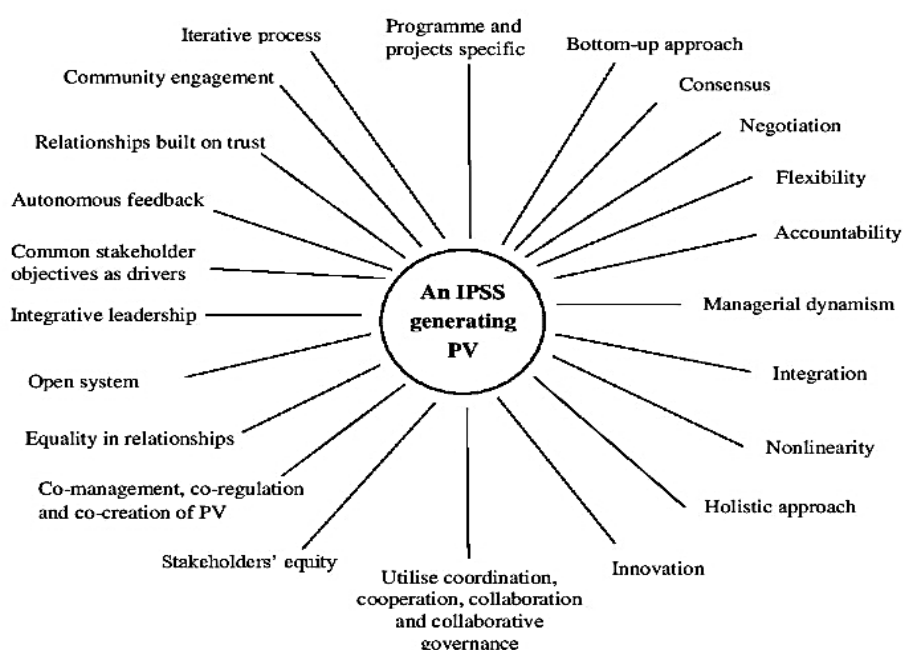 Programme and
projects specific
Bottom-up approach
Consensus
Negotiation
Flexibility
Accountability
Managerial dynamism
Integration
Nonlinearity
Holistic approach
Innovation
Utilise coordination,
cooperation, collaboration
and collaborative
governance
Stakeholders' equity
Co-management, co-regulation
and co-creation of PV
Equality in relationships
Open system
Integrative leadership
Common stakeholder
objectives as drivers
Autonomous feedback
Relationships built on trust
Community engagement
Iterative process
An IPSS
generating
PV